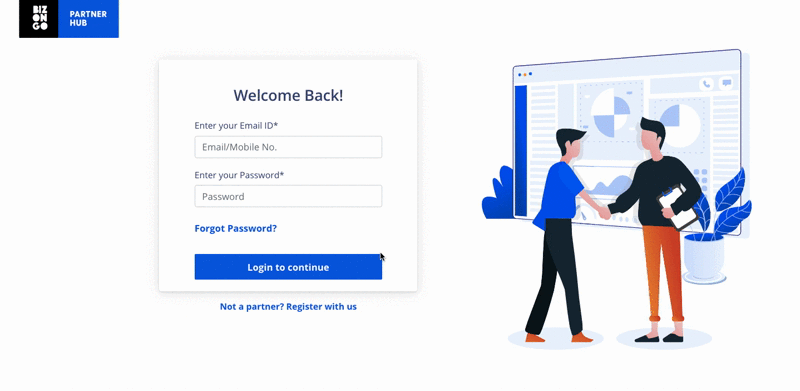 BIZ
ON
GO
PARTNER
HUB
Welcome Back!
Enter your Email ID*
Email/Mobile No.
Enter your Password*
Password
Forgot Password?
Login to continue
Not a partner? Register with us